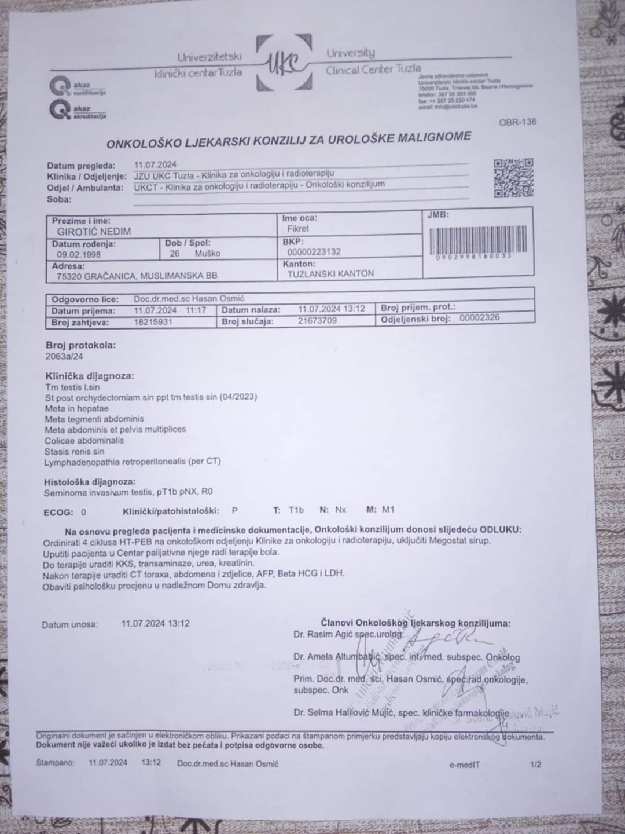 Univerzitetski
klinički centar Tuzla
UKC
University
Clinical Center Tuzla
akaz
akaz
akreditacija
Javna zdravstvena ustanova
Univerzitetski klinički centar Tuzla
OBR-136
ONKOLOŠKO LJEKARSKI KONZILIJ ZA UROLOŠKE MALIGNOME
Datum pregleda: 11.07.2024
Klinika / Odjeljenje: JZU UKC Tuzla - Klinika za onkologiju i radioterapiju
Odjel / Ambulanta: UKCT - Klinika za onkologiju i radioterapiju - Onkološki konzilijum
Soba:
Prezime i ime: Ime oca: JMB:
GIROTIĆ NEDIM Fikret
Datum rođenja: Dob / Spol: BKP:
09.02.1998 26 Muško 00000223132
Adresa: Kanton:
75320 GRAČANICA, MUSLIMANSKA BB TUZLANSKI KANTON
Odgovorno lice: Doc.dr.med.sc Hasan Osmić
Datum prijema: 11.07.2024 11:17 Datum nalaza: 11.07.2024 13:12 Broj prijem. prot.:
Broj zahtjeva: 16215931 Broj slučaja: 21673709 Odjeljenski broj: 00002326
Broj protokola:
2063a/24
Klinička dijagnoza:
Tm testis l.sin
St post orchydectomiam sin ppt tm testis sin (04/2023)
Meta in hepate
Meta tegmenti abdominis
Meta abdominis et pelvis multiplices
Colicae abdominalis
Stasis renis sin
Lymphadenopathia retroperitonealis (per CT)
Histološka dijagnoza:
Seminoma invasivum testis, pT1b pNX, R0
ECOG: 0 Klinički/patohistološki: P T: T1b N: Nx M: M1
Na osnovu pregleda pacijenta i medicinske dokumentacije, Onkološki konzilijum donosi slijedeću ODLUKU:
Ordinirati 4 ciklusa HT-PEB na onkološkom odjeljenju Klinike za onkologiju i radioterapiju, uključiti Megostat sirup.
Uputiti pacijenta u Centar palijativne njege radi terapije bola.
Do terapije uraditi KKS, transaminaze, urea, kreatinin.
Nakon terapije uraditi CT toraxa, abdomena i zdjelice, AFP, Beta HCG i LDH.
Obaviti psihološku procjenu u nadležnom Domu zdravlja.
Datum unosa: 11.07.2024 13:12
Članovi Onkološkog ljekarskog konzilijuma:
Dr. Rasim Agić spec.urolog
Dr. Amela Altumbabić, spec. int. med. subspec. Onkolog
Prim. Doc.dr. med. sci. Hasan Osmić, spec.rad.onkologije,
subspec. Onk
Dr. Selma Halilović Mujić, spec. kliničke farmakologije
Originalni dokument je sačinjen u elektroničkom obliku. Prikazani podaci na štampanom primjerku predstavljaju kopiju elektronskog dokumenta.
Dokument nije važeći ukoliko je izdat bez pečata i potpisa odgovorne osobe.
Štampano: 11.07.2024 13:12 Doc.dr.med.sc Hasan Osmić e-medIT 1/2